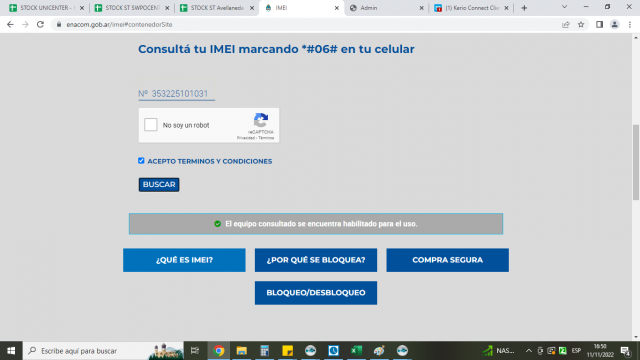 STOCK UNICENTER - S
STOCK ST SWPOCENT
STOCK ST Avellaneda
IMEI
Admin
(1) Kerio Connect Clie
enacom.gob.ar/imei#contenedorSite
Consultá tu IMEI marcando *#06# en tu celular
Nº 353225101031
No soy un robot
reCAPTCHA
Privacidad - Términos
ACEPTO TERMINOS Y CONDICIONES
BUSCAR
El equipo consultado se encuentra habilitado para el uso.
¿QUÉ ES IMEI?
¿POR QUÉ SE BLOQUEA?
COMPRA SEGURA
BLOQUEO/DESBLOQUEO
Escribe aquí para buscar
NAS...
ESP
16:50
11/11/2022